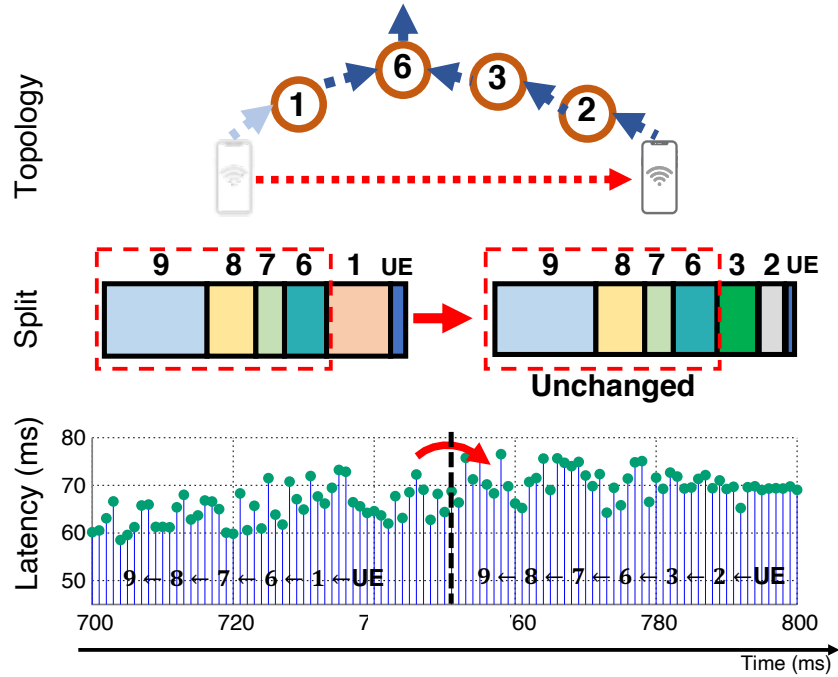 Topology
1
6
3
2
Split
9 8 7 6 1 UE
9 8 7 6 3 2 UE
Unchanged
Latency (ms)
80
70
60
50
9 ← 8 ← 7 ← 6 ← 1 ← UE
9 ← 8 ← 7 ← 6 ← 3 ← 2 ← UE
700 720 7 '60 780 800
Time (ms)